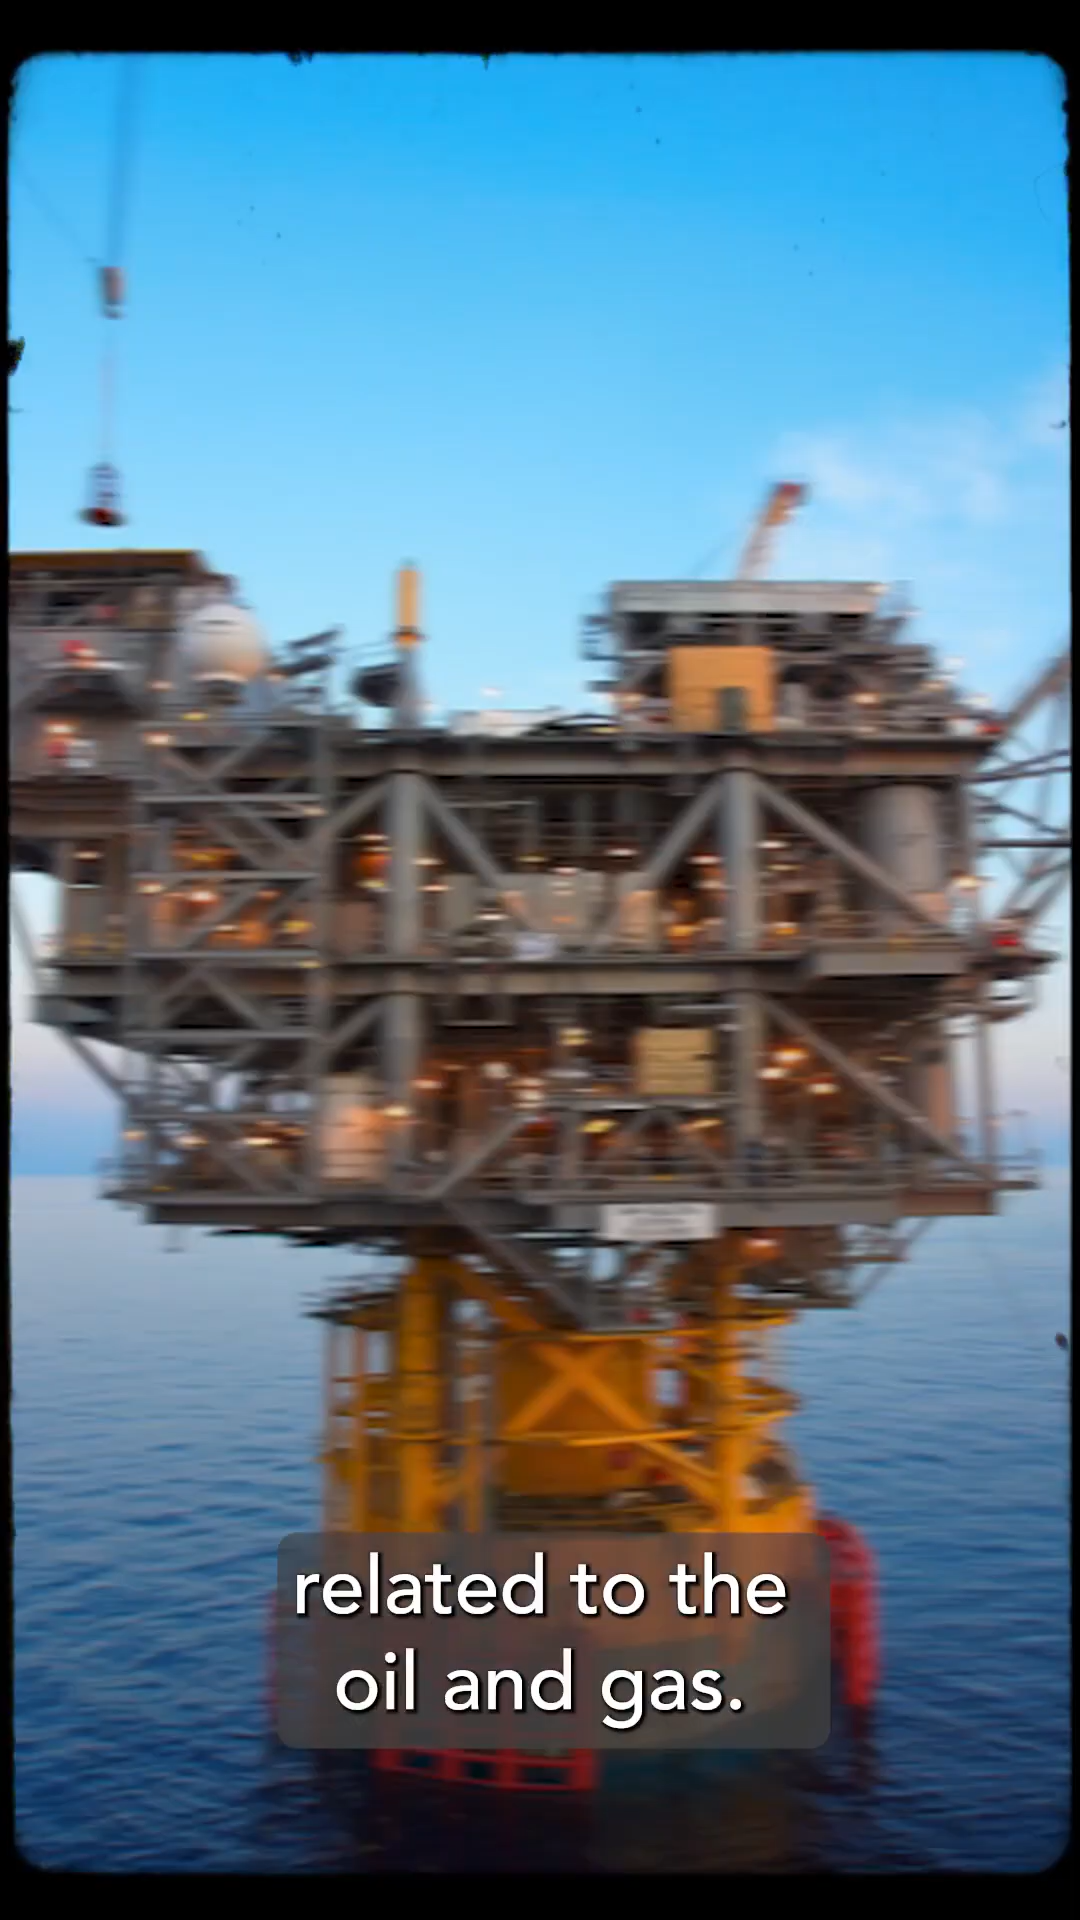 related to the
oil and gas.